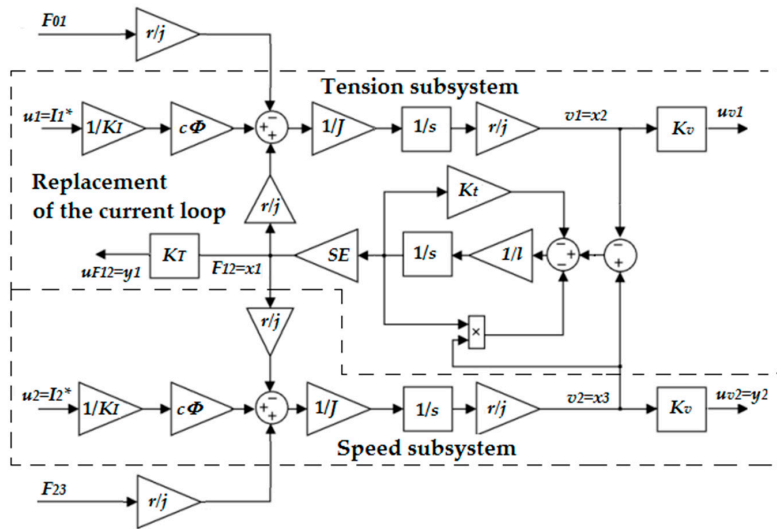 F01
r/j
Tension subsystem
u1=I1*
1/KI
cΦ
−
+
+
1/J
1/s
r/j
v1=x2
Kv
uv1
Replacement
of the current loop
r/j
Kt
KT
uF12=y1
F12=x1
SE
1/s
1/l
−
+
−
−
+
×
r/j
u2=I2*
1/KI
cΦ
−
+
+
1/J
1/s
r/j
v2=x3
Kv
uv2=y2
Speed subsystem
F23
r/j